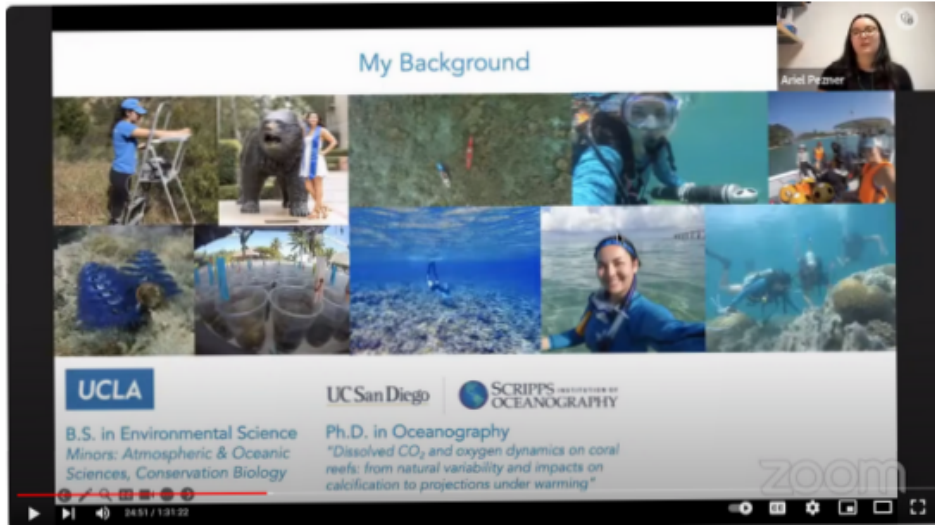 My Background
Ariel Pezner
UCLA
B.S. in Environmental Science
Minors: Atmospheric & Oceanic
Sciences, Conservation Biology
UC San Diego
SCRIPPS INSTITUTION OF
OCEANOGRAPHY
Ph.D. in Oceanography
"Dissolved CO₂ and oxygen dynamics on coral
reefs: from natural variability and impacts on
calcification to projections under warming"
zoom
24:51 / 1:31:22